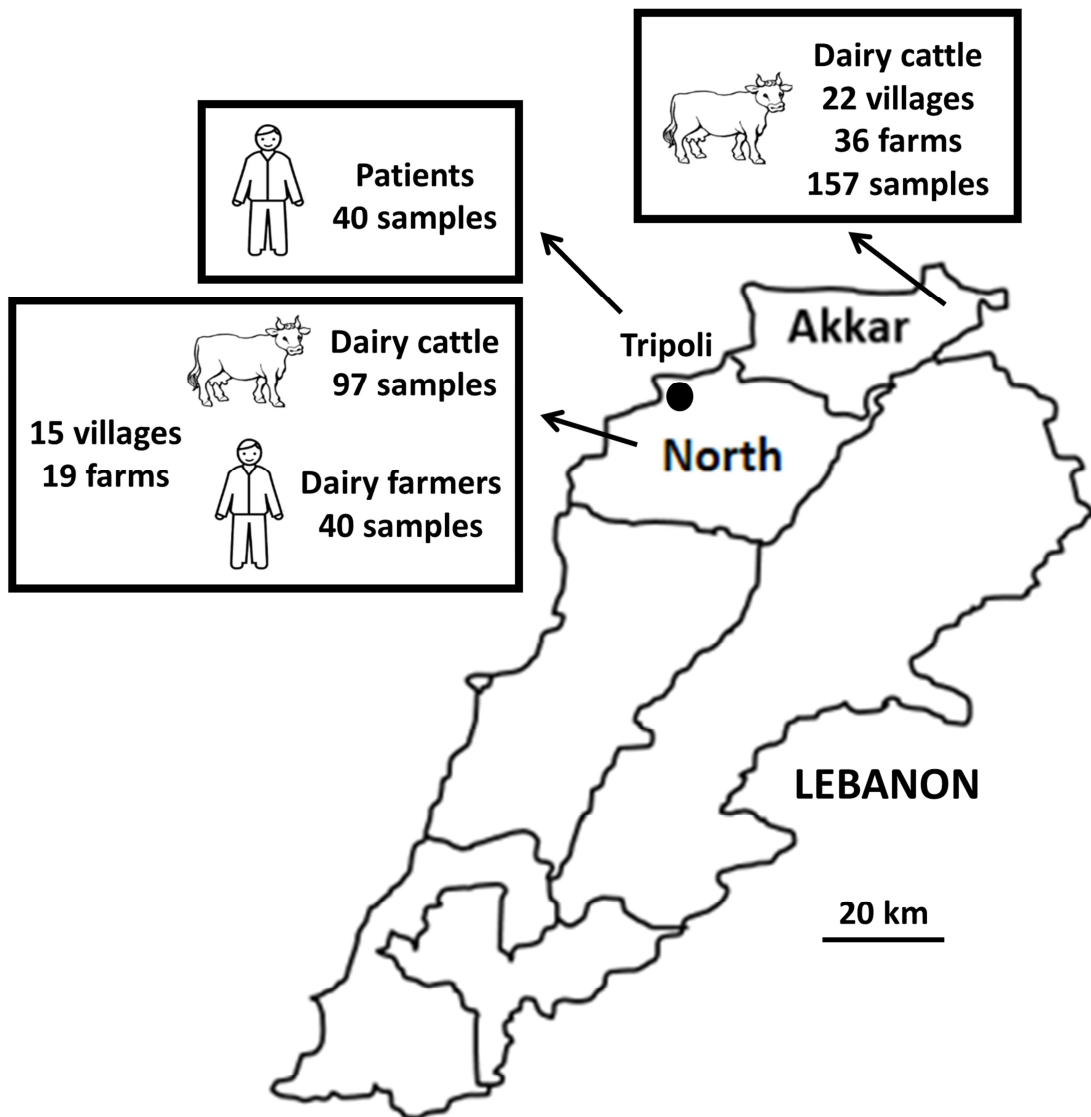 Dairy cattle
22 villages
36 farms
157 samples
Patients
40 samples
Dairy cattle
97 samples
15 villages
19 farms
Dairy farmers
40 samples
Tripoli
Akkar
North
LEBANON
20 km